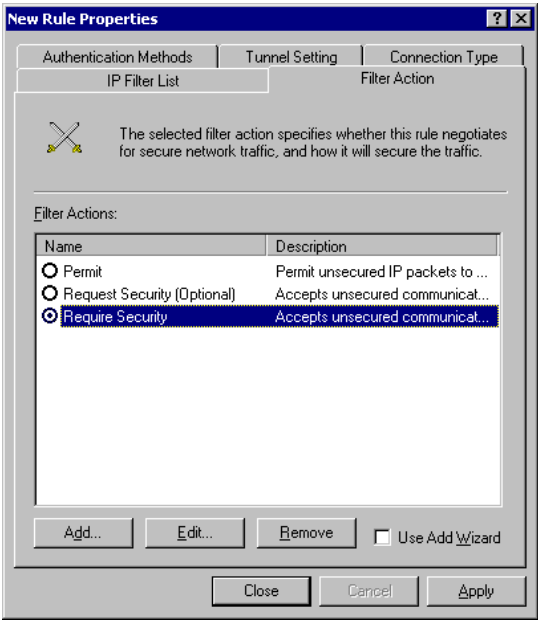 New Rule Properties
Authentication Methods Tunnel Setting Connection Type
IP Filter List Filter Action
The selected filter action specifies whether this rule negotiates
for secure network traffic, and how it will secure the traffic.
Filter Actions:
Name Description
Permit Permit unsecured IP packets to ...
Request Security (Optional) Accepts unsecured communicat...
Require Security Accepts unsecured communicat...
Add... Edit... Remove Use Add Wizard
Close Cancel Apply